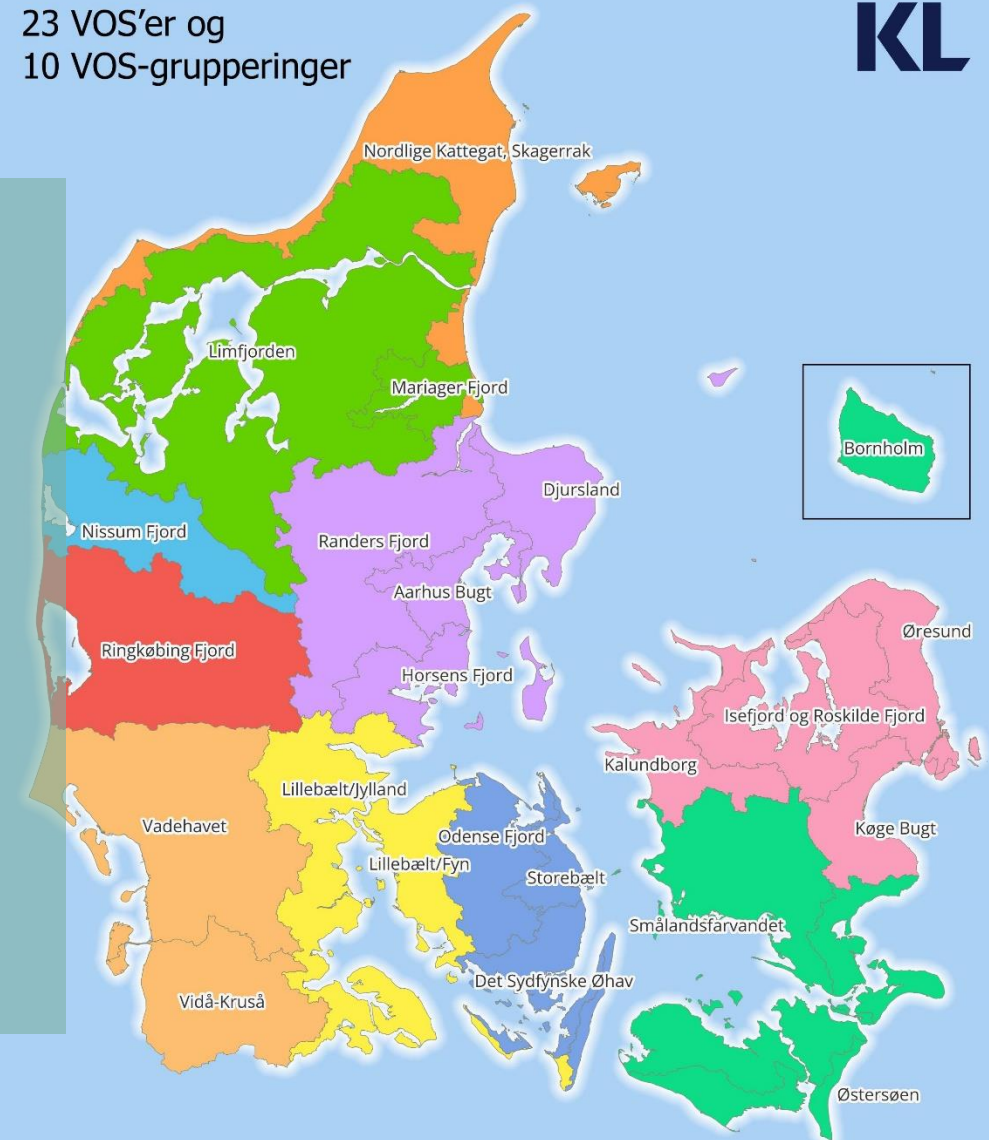 23 VOS'er og
10 VOS-grupperinger
KL
Nordlige Kattegat, Skagerrak
Limfjorden
Mariager Fjord
Bornholm
Djursland
Nissum Fjord
Randers Fjord
Aarhus Bugt
Øresund
Ringkøbing Fjord
Horsens Fjord
Isefjord og Roskilde Fjord
Kalundborg
Lillebælt/Jylland
Vadehavet
Køge Bugt
Odense Fjord
Lillebælt/Fyn
Storebælt
Smålandsfarvandet
Det Sydfynske Øhav
Vidå-Kruså
Østersøen